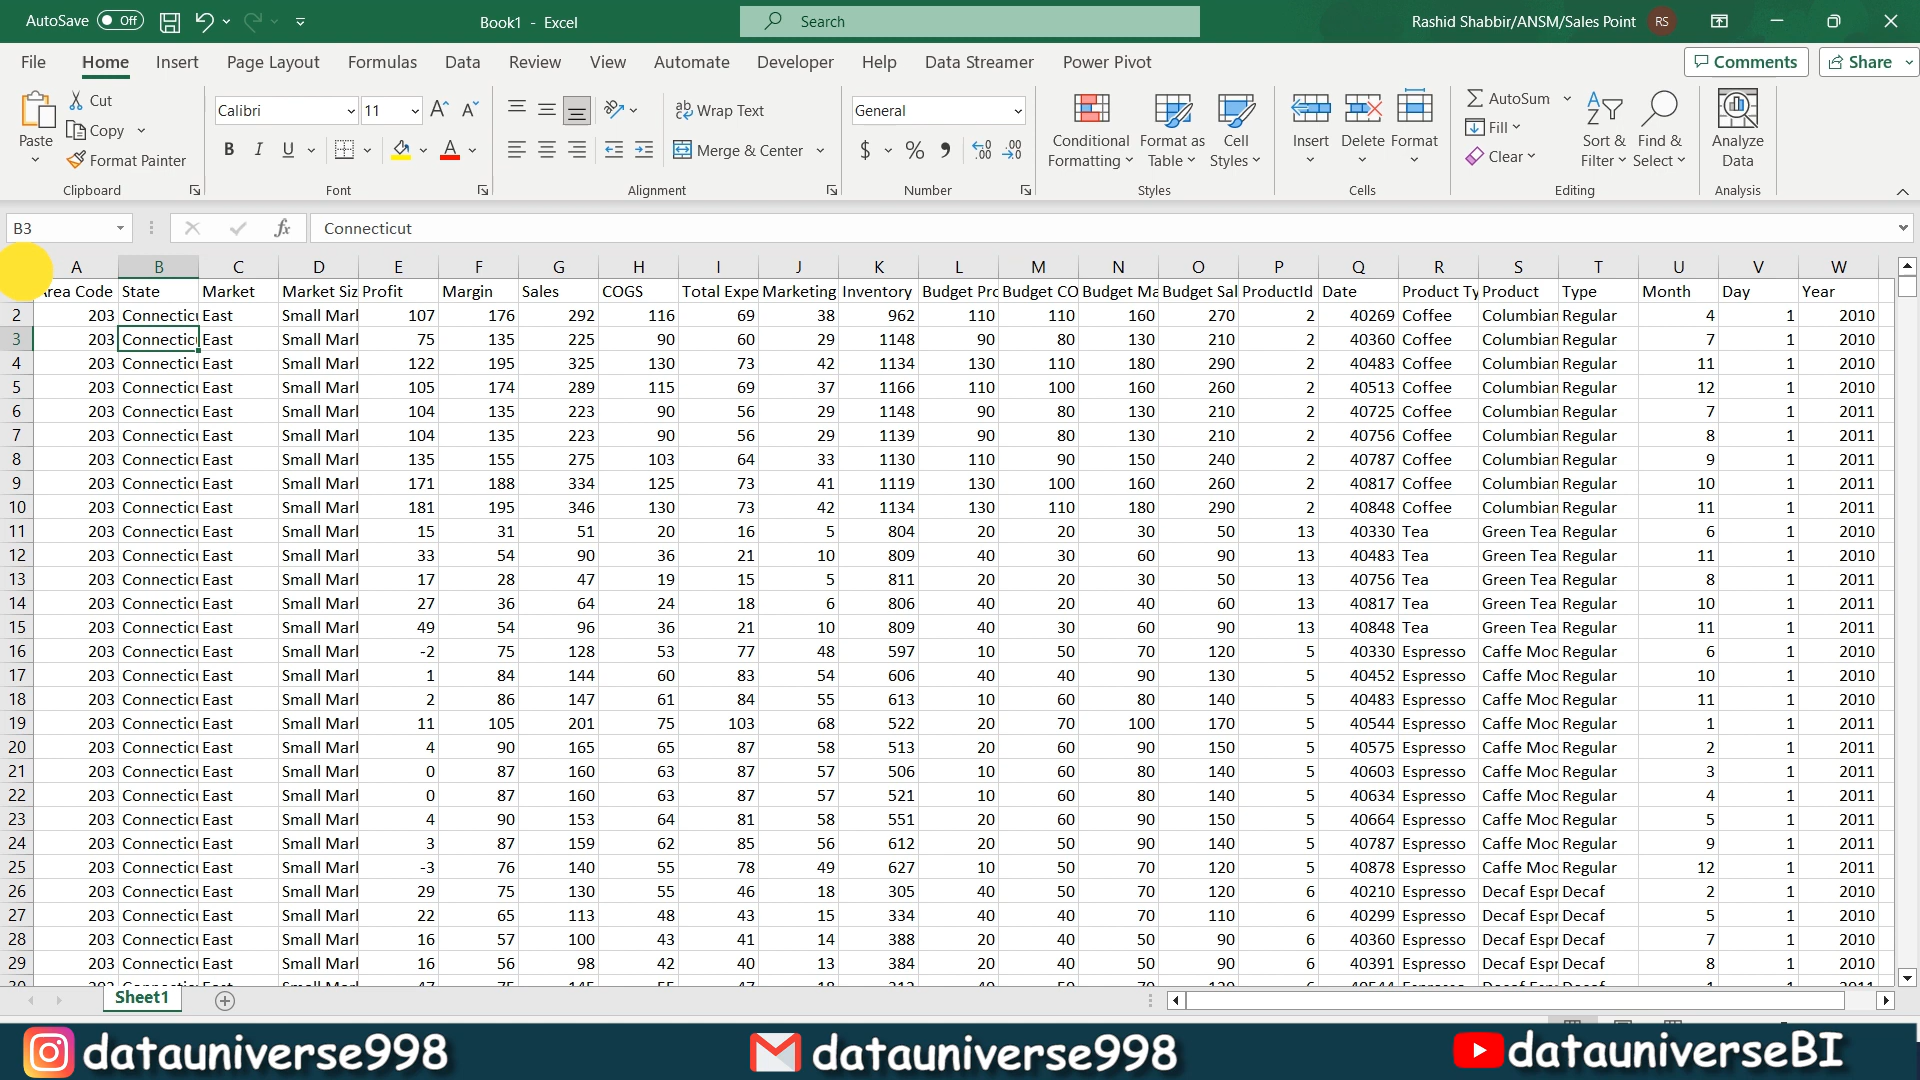 AutoSave Off Book1 - Excel Search Rashid Shabbir/ANSM/Sales Point RS
File Home Insert Page Layout Formulas Data Review View Automate Developer Help Data Streamer Power Pivot Comments Share
Paste Cut Copy Format Painter Clipboard
Calibri 11 B I U A Font
Wrap Text Merge & Center Alignment
General $ % Number
Conditional Formatting Format as Table Cell Styles Styles
Insert Delete Format Cells
AutoSum Fill Clear Sort & Filter Find & Select Editing
Analyze Data Analysis
B3 fx Connecticut
A B C D E F G H I J K L M N O P Q R S T U V W
rea Code State Market Market Siz Profit Margin Sales COGS Total Expe Marketing Inventory Budget Pro Budget CO Budget Ma Budget Sal ProductId Date Product Ty Product Type Month Day Year
2 203 Connecticu East Small Marl 107 176 292 116 69 38 962 110 110 160 270 2 40269 Coffee Columbian Regular 4 1 2010
3 203 Connecticu East Small Marl 75 135 225 90 60 29 1148 90 80 130 210 2 40360 Coffee Columbian Regular 7 1 2010
4 203 Connecticu East Small Marl 122 195 325 130 73 42 1134 130 110 180 290 2 40483 Coffee Columbian Regular 11 1 2010
5 203 Connecticu East Small Marl 105 174 289 115 69 37 1166 110 100 160 260 2 40513 Coffee Columbian Regular 12 1 2010
6 203 Connecticu East Small Marl 104 135 223 90 56 29 1148 90 80 130 210 2 40725 Coffee Columbian Regular 7 1 2011
7 203 Connecticu East Small Marl 104 135 223 90 56 29 1139 90 80 130 210 2 40756 Coffee Columbian Regular 8 1 2011
8 203 Connecticu East Small Marl 135 155 275 103 64 33 1130 110 90 150 240 2 40787 Coffee Columbian Regular 9 1 2011
9 203 Connecticu East Small Marl 171 188 334 125 73 41 1119 130 100 160 260 2 40817 Coffee Columbian Regular 10 1 2011
10 203 Connecticu East Small Marl 181 195 346 130 73 42 1134 130 110 180 290 2 40848 Coffee Columbian Regular 11 1 2011
11 203 Connecticu East Small Marl 15 31 51 20 16 5 804 20 20 30 50 13 40330 Tea Green Tea Regular 6 1 2010
12 203 Connecticu East Small Marl 33 54 90 36 21 10 809 40 30 60 90 13 40483 Tea Green Tea Regular 11 1 2010
13 203 Connecticu East Small Marl 17 28 47 19 15 5 811 20 20 30 50 13 40756 Tea Green Tea Regular 8 1 2011
14 203 Connecticu East Small Marl 27 36 64 24 18 6 806 40 20 40 60 13 40817 Tea Green Tea Regular 10 1 2011
15 203 Connecticu East Small Marl 49 54 96 36 21 10 809 40 30 60 90 13 40848 Tea Green Tea Regular 11 1 2011
16 203 Connecticu East Small Marl -2 75 128 53 77 48 597 10 50 70 120 5 40330 Espresso Caffe Moc Regular 6 1 2010
17 203 Connecticu East Small Marl 1 84 144 60 83 54 606 40 40 90 130 5 40452 Espresso Caffe Moc Regular 10 1 2010
18 203 Connecticu East Small Marl 2 86 147 61 84 55 613 10 60 80 140 5 40483 Espresso Caffe Moc Regular 11 1 2010
19 203 Connecticu East Small Marl 11 105 201 75 103 68 522 20 70 100 170 5 40544 Espresso Caffe Moc Regular 1 1 2011
20 203 Connecticu East Small Marl 4 90 165 65 87 58 513 20 60 90 150 5 40575 Espresso Caffe Moc Regular 2 1 2011
21 203 Connecticu East Small Marl 0 87 160 63 87 57 506 10 60 80 140 5 40603 Espresso Caffe Moc Regular 3 1 2011
22 203 Connecticu East Small Marl 0 87 160 63 87 57 521 10 60 80 140 5 40634 Espresso Caffe Moc Regular 4 1 2011
23 203 Connecticu East Small Marl 4 90 153 64 81 58 551 20 60 90 150 5 40664 Espresso Caffe Moc Regular 5 1 2011
24 203 Connecticu East Small Marl 3 87 159 62 85 56 612 20 50 90 140 5 40787 Espresso Caffe Moc Regular 9 1 2011
25 203 Connecticu East Small Marl -3 76 140 55 78 49 627 10 50 70 120 5 40878 Espresso Caffe Moc Regular 12 1 2011
26 203 Connecticu East Small Marl 29 75 130 55 46 18 305 40 50 70 120 6 40210 Espresso Decaf Espr Decaf 2 1 2010
27 203 Connecticu East Small Marl 22 65 113 48 43 15 334 40 40 70 110 6 40299 Espresso Decaf Espr Decaf 5 1 2010
28 203 Connecticu East Small Marl 16 57 100 43 41 14 388 20 40 50 90 6 40360 Espresso Decaf Espr Decaf 7 1 2010
29 203 Connecticu East Small Marl 16 56 98 42 40 13 384 20 40 50 90 6 40391 Espresso Decaf Espr Decaf 8 1 2010
Sheet1
datauniverse998 datauniverse998 datauniverseBI